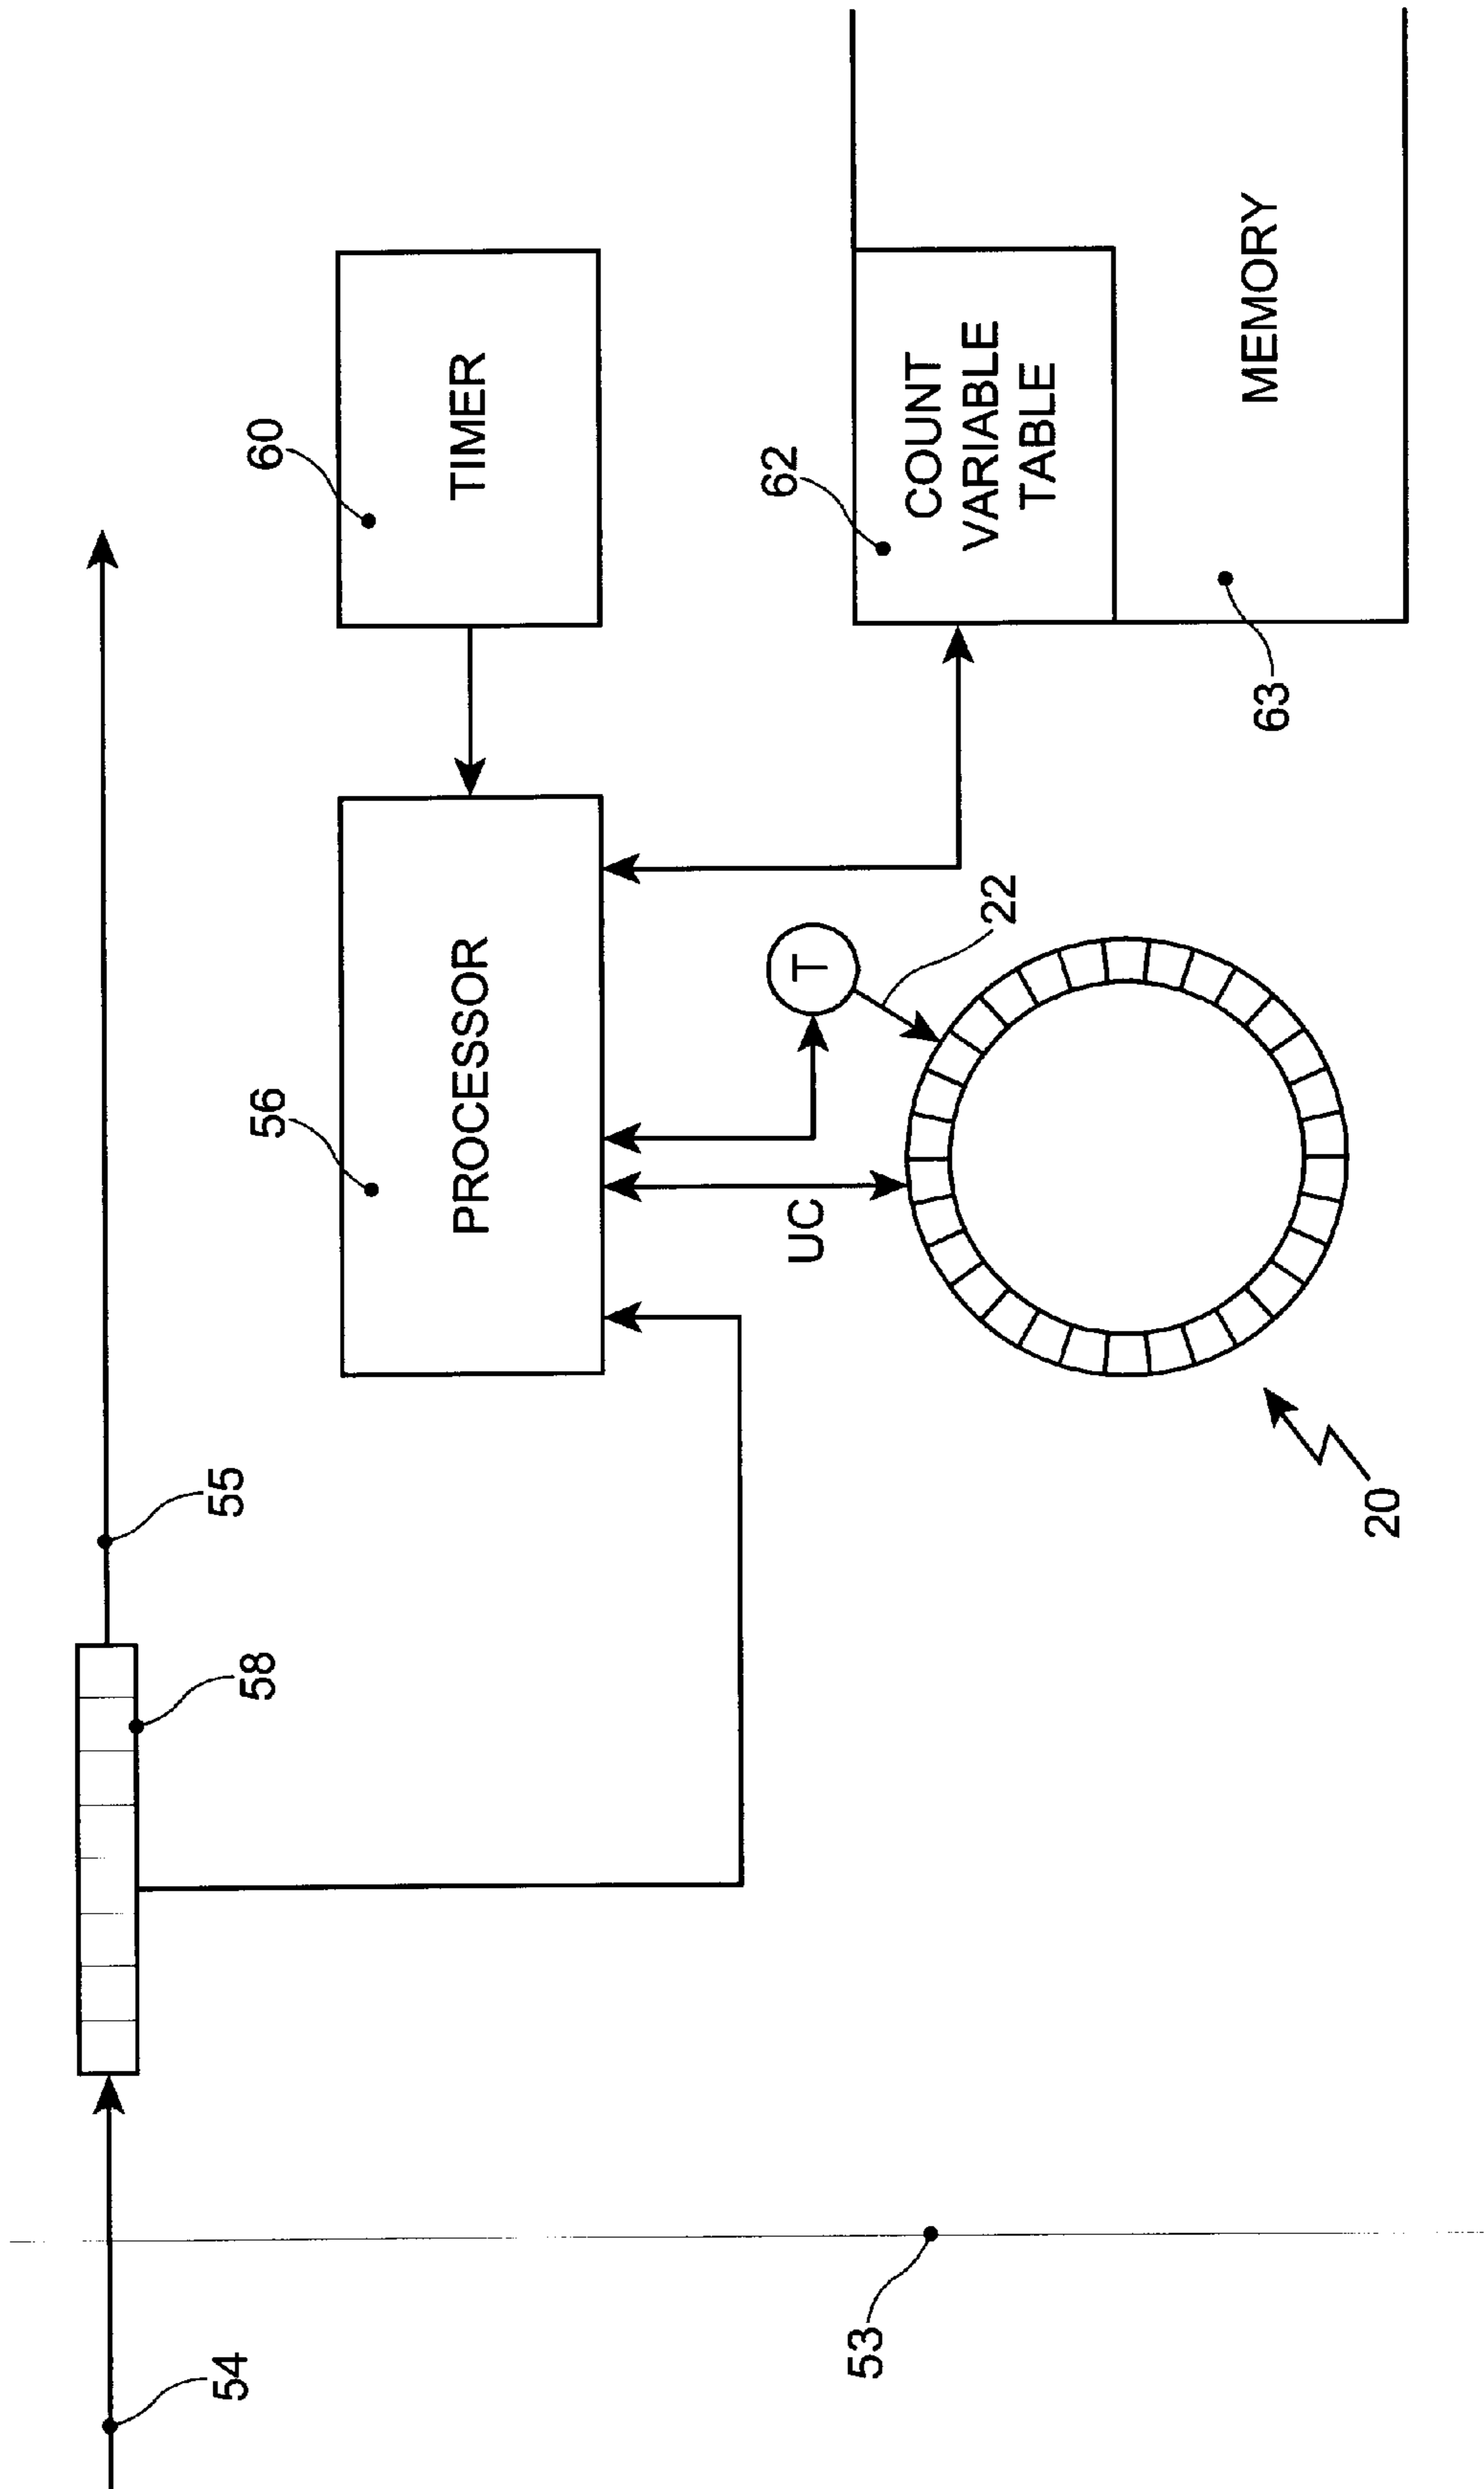 54
58
55
56
PROCESSOR
60
TIMER
UC
T
22
62
COUNT
VARIABLE
TABLE
MEMORY
63
53
20